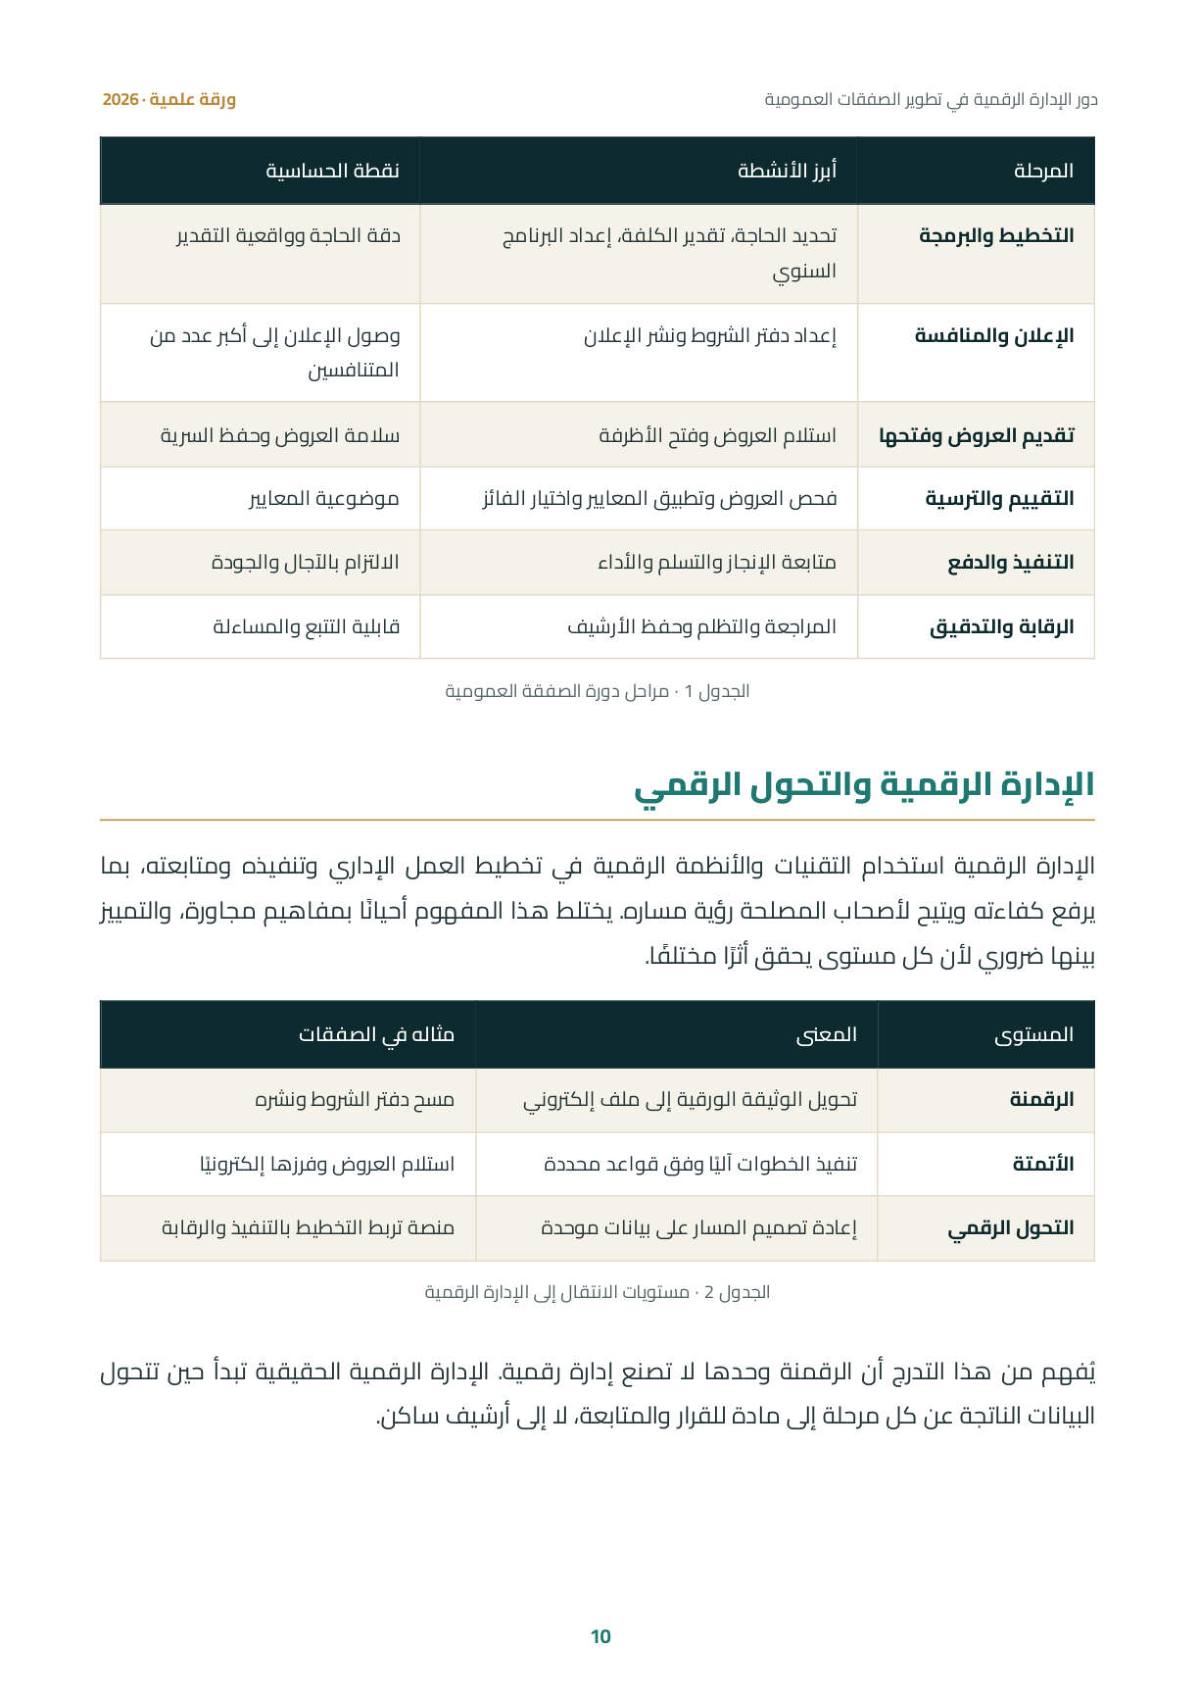 دور الإدارة الرقمية في تطوير الصفقات العمومية
ورقة علمية · 2026
المرحلة
أبرز الأنشطة
نقطة الحساسية
التخطيط والبرمجة
تحديد الحاجة، تقدير الكلفة، إعداد البرنامج
السنوي
دقة الحاجة وواقعية التقدير
الإعلان والمنافسة
إعداد دفتر الشروط ونشر الإعلان
وصول الإعلان إلى أكبر عدد من
المتنافسين
تقديم العروض وفتحها
استلام العروض وفتح الأظرفة
سلامة العروض وحفظ السرية
التقييم والترسية
فحص العروض وتطبيق المعايير واختيار الفائز
موضوعية المعايير
التنفيذ والدفع
متابعة الإنجاز والتسلم والأداء
الالتزام بالآجال والجودة
الرقابة والتدقيق
المراجعة والتظلم وحفظ الأرشيف
قابلية التتبع والمساءلة
الجدول 1 · مراحل دورة الصفقة العمومية
الإدارة الرقمية والتحول الرقمي
الإدارة الرقمية استخدام التقنيات والأنظمة الرقمية في تخطيط العمل الإداري وتنفيذه ومتابعته، بما
يرفع كفاءته ويتيح لأصحاب المصلحة رؤية مساره. يختلط هذا المفهوم أحيانًا بمفاهيم مجاورة، والتمييز
بينها ضروري لأن كل مستوى يحقق أثرًا مختلفًا.
المستوى
المعنى
مثاله في الصفقات
الرقمنة
تحويل الوثيقة الورقية إلى ملف إلكتروني
مسح دفتر الشروط ونشره
الأتمتة
تنفيذ الخطوات آليًا وفق قواعد محددة
استلام العروض وفرزها إلكترونيًا
التحول الرقمي
إعادة تصميم المسار على بيانات موحدة
منصة تربط التخطيط بالتنفيذ والرقابة
الجدول 2 · مستويات الانتقال إلى الإدارة الرقمية
يُفهم من هذا التدرج أن الرقمنة وحدها لا تصنع إدارة رقمية. الإدارة الرقمية الحقيقية تبدأ حين تتحول
البيانات الناتجة عن كل مرحلة إلى مادة للقرار والمتابعة، لا إلى أرشيف ساكن.
10